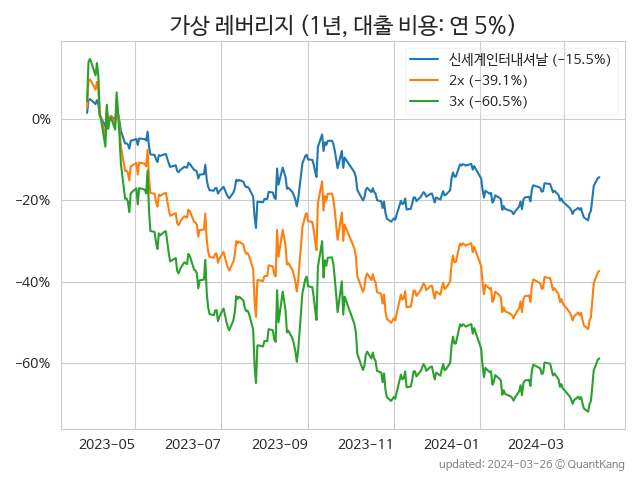 가상 레버리지 (1년, 대출 비용: 연 5%)
신세계인터내셔날 (−15.5%)
2x (−39.1%)
3x (−60.5%)
0%
−20%
−40%
−60%
2023-05 2023-07 2023-09 2023-11 2024-01 2024-03
updated: 2024-03-26 © QuantKang